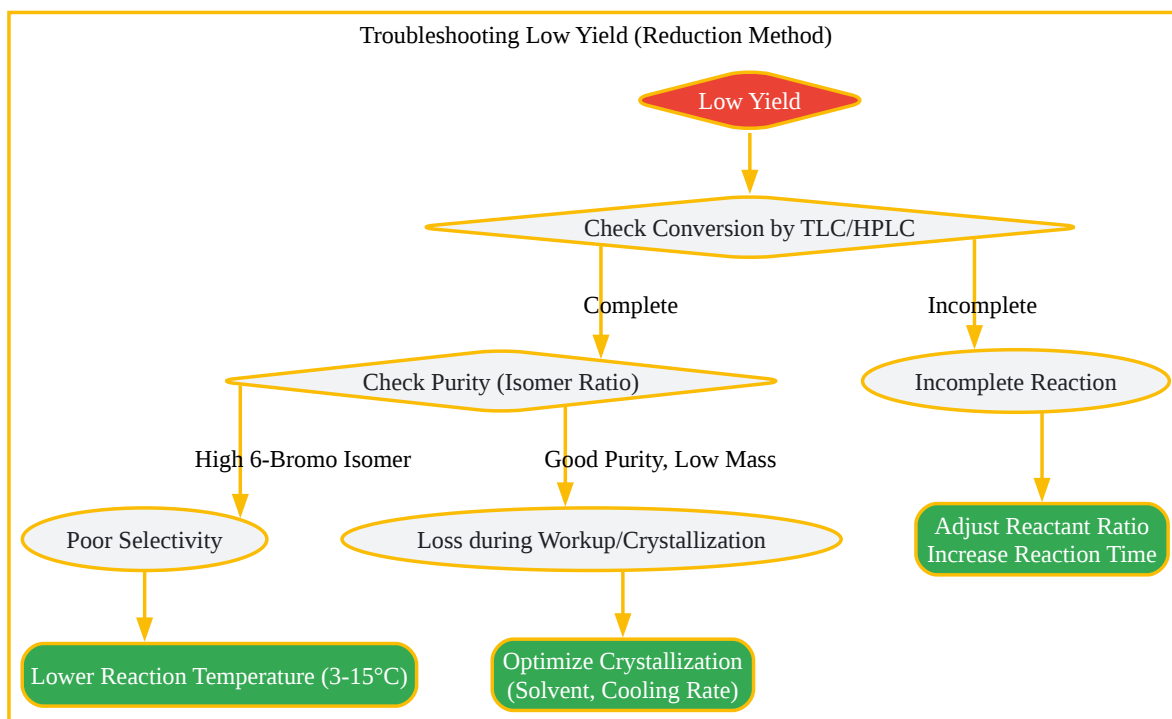 Troubleshooting Low Yield (Reduction Method)
Low Yield
Check Conversion by TLC/HPLC
Complete
Incomplete
Check Purity (Isomer Ratio)
Incomplete Reaction
High 6-Bromo Isomer
Good Purity, Low Mass
Poor Selectivity
Loss during Workup/Crystallization
Adjust Reactant Ratio
Increase Reaction Time
Lower Reaction Temperature (3-15°C)
Optimize Crystallization
(Solvent, Cooling Rate)